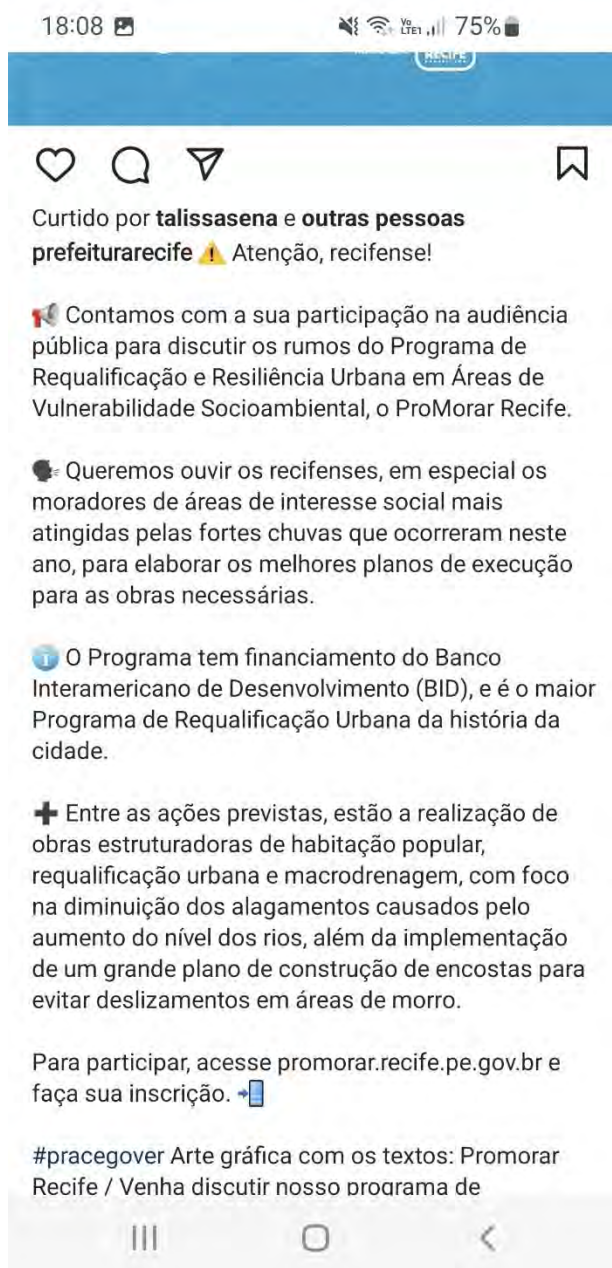 18:08
Vo
LTE1
75%
RECIFE
Curtido por talissasena e outras pessoas
prefeiturarecife ⚠️ Atenção, recifense!
📢 Contamos com a sua participação na audiência
pública para discutir os rumos do Programa de
Requalificação e Resiliência Urbana em Áreas de
Vulnerabilidade Socioambiental, o ProMorar Recife.
🗣️ Queremos ouvir os recifenses, em especial os
moradores de áreas de interesse social mais
atingidas pelas fortes chuvas que ocorreram neste
ano, para elaborar os melhores planos de execução
para as obras necessárias.
ℹ️ O Programa tem financiamento do Banco
Interamericano de Desenvolvimento (BID), e é o maior
Programa de Requalificação Urbana da história da
cidade.
➕ Entre as ações previstas, estão a realização de
obras estruturadoras de habitação popular,
requalificação urbana e macrodrenagem, com foco
na diminuição dos alagamentos causados pelo
aumento do nível dos rios, além da implementação
de um grande plano de construção de encostas para
evitar deslizamentos em áreas de morro.
Para participar, acesse promorar.recife.pe.gov.br e
faça sua inscrição. 📲
#pracegover Arte gráfica com os textos: Promorar
Recife / Venha discutir nosso programa de